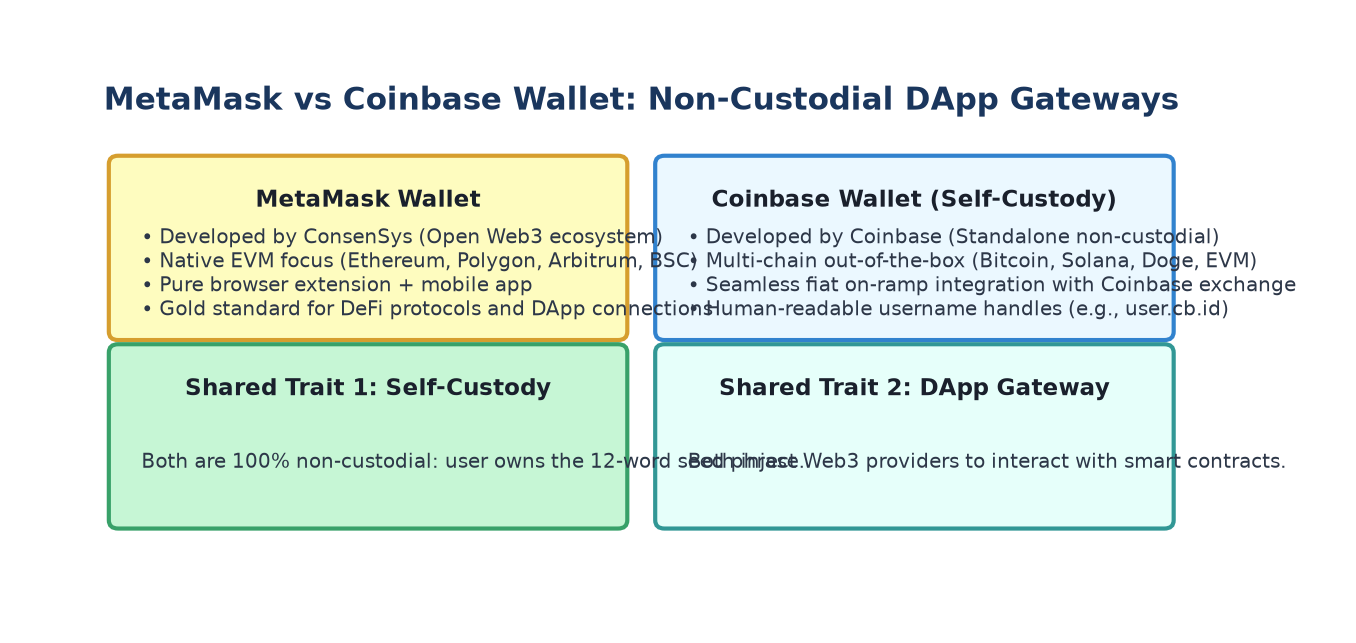 MetaMask vs Coinbase Wallet: Non-Custodial DApp Gateways
MetaMask Wallet
• Developed by ConsenSys (Open Web3 ecosystem)
• Native EVM focus (Ethereum, Polygon, Arbitrum, BSC)
• Pure browser extension + mobile app
• Gold standard for DeFi protocols and DApp connections
Coinbase Wallet (Self-Custody)
• Developed by Coinbase (Standalone non-custodial)
• Multi-chain out-of-the-box (Bitcoin, Solana, Doge, EVM)
• Seamless fiat on-ramp integration with Coinbase exchange
• Human-readable username handles (e.g., user.cb.id)
Shared Trait 1: Self-Custody
Both are 100% non-custodial: user owns the 12-word seed phrase.
Shared Trait 2: DApp Gateway
Both inject Web3 providers to interact with smart contracts.